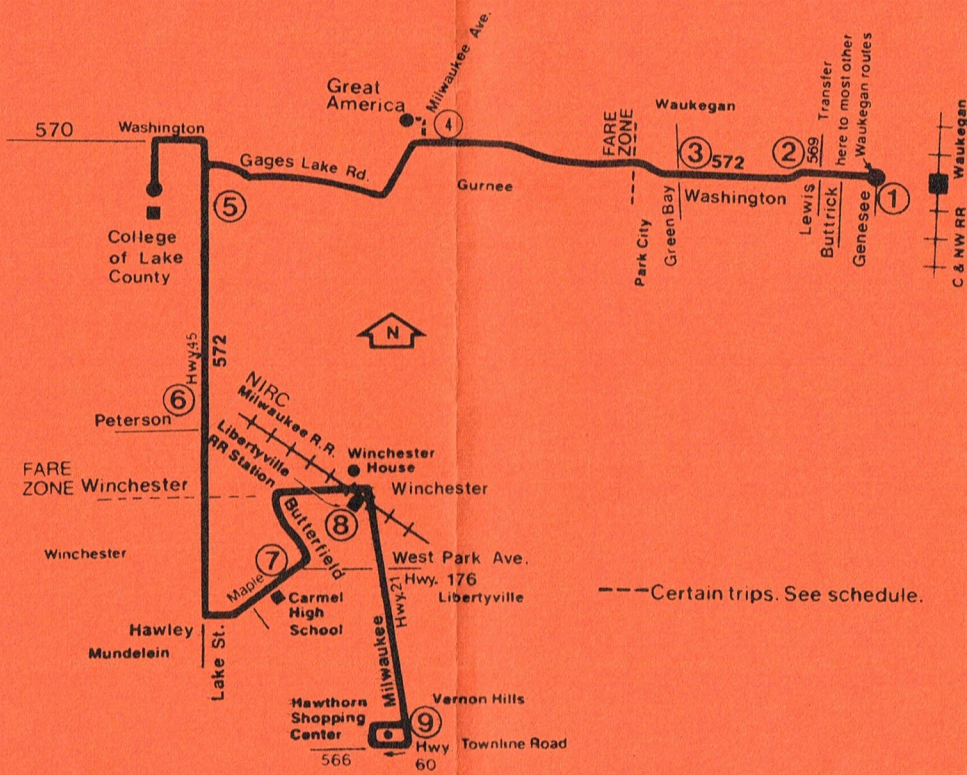 570
Washington
Great
America
Milwaukee Ave.
4
Gages Lake Rd.
5
College
of Lake
County
Gurnee
FARE
ZONE
Park City
Waukegan
3
572
Green Bay
Washington
2
569
Transfer
here to most other
Waukegan routes
Lewis
Buttrick
Genesee
1
Waukegan
C & NW RR
N
Hwy.45
572
6
Peterson
NIRC
Milwaukee R.R.
Libertyville
RR Station
Winchester
House
FARE
ZONE Winchester
Winchester
8
Butterfield
Winchester
7
Maple
West Park Ave.
Hwy. 176
Libertyville
Hwy.21
Milwaukee
Carmel
High
School
Hawley
Mundelein
Lake St.
---Certain trips. See schedule.
Hawthorn
Shopping
Center
566
9
Vernon Hills
Hwy
60
Townline Road